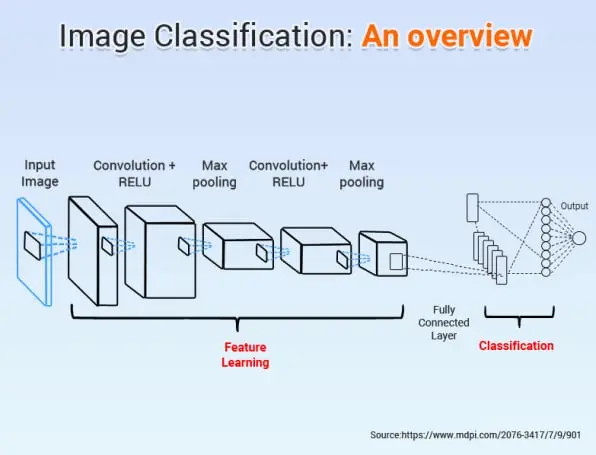 Image Classification: An overview
Input
Image
Convolution +
RELU
Max
pooling
Convolution+
RELU
Max
pooling
Output
Fully
Connected
Layer
Feature
Learning
Classification
Source:https://www.mdpi.com/2076-3417/7/9/901